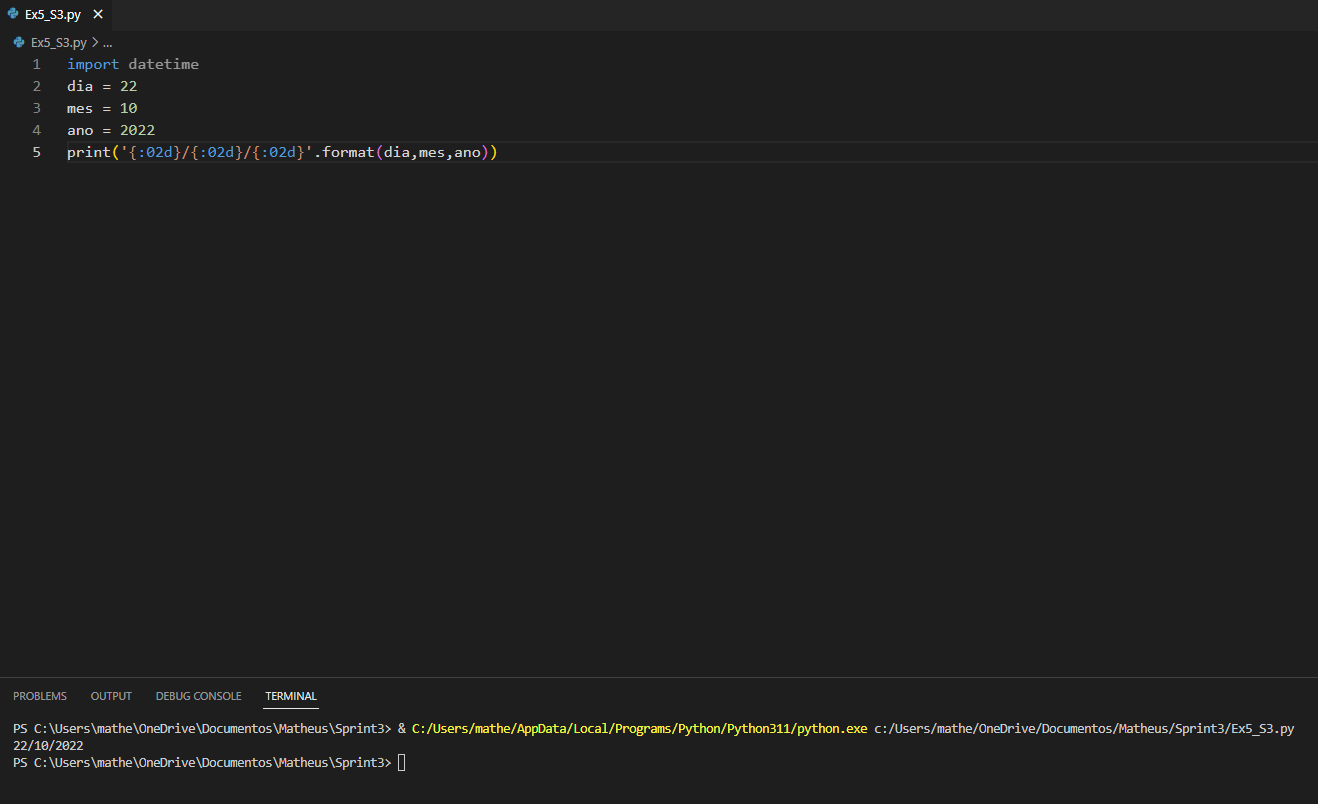 Ex5_S3.py
Ex5_S3.py > ...
1 import datetime
2 dia = 22
3 mes = 10
4 ano = 2022
5 print('{:02d}/{:02d}/{:02d}'.format(dia,mes,ano))
PROBLEMS OUTPUT DEBUG CONSOLE TERMINAL
PS C:\Users\mathe\OneDrive\Documentos\Matheus\Sprint3> & C:/Users/mathe/AppData/Local/Programs/Python/Python311/python.exe c:/Users/mathe/OneDrive/Documentos/Matheus/Sprint3/Ex5_S3.py
22/10/2022
PS C:\Users\mathe\OneDrive\Documentos\Matheus\Sprint3>